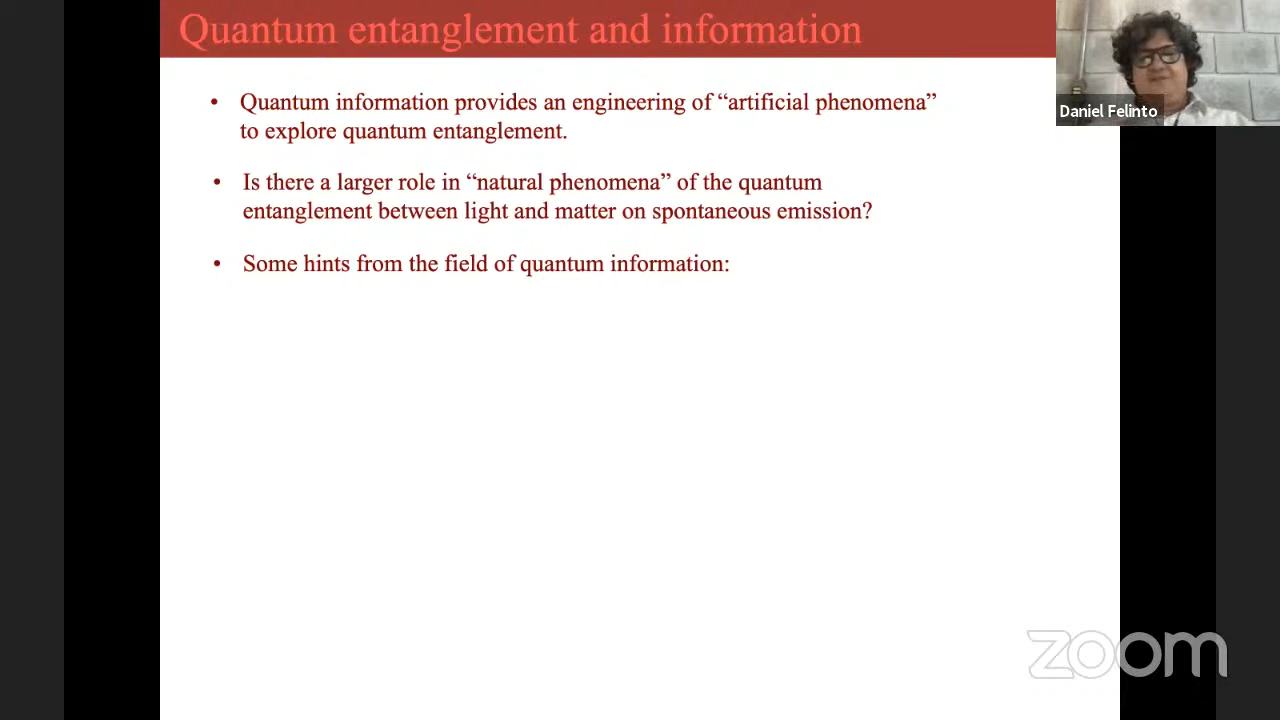 Quantum entanglement and information
• Quantum information provides an engineering of “artificial phenomena”
to explore quantum entanglement.
• Is there a larger role in “natural phenomena” of the quantum
entanglement between light and matter on spontaneous emission?
• Some hints from the field of quantum information:
Daniel Felinto
zoom